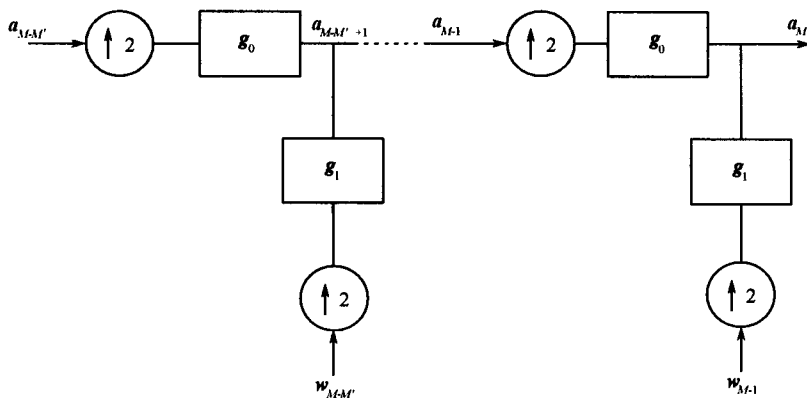 a_{M-M'} a_{M-M'+1} a_{M-1} a_M
↑ 2 g_0 ↑ 2 g_0
g_1 g_1
↑ 2 ↑ 2
w_{M-M'} w_{M-1}